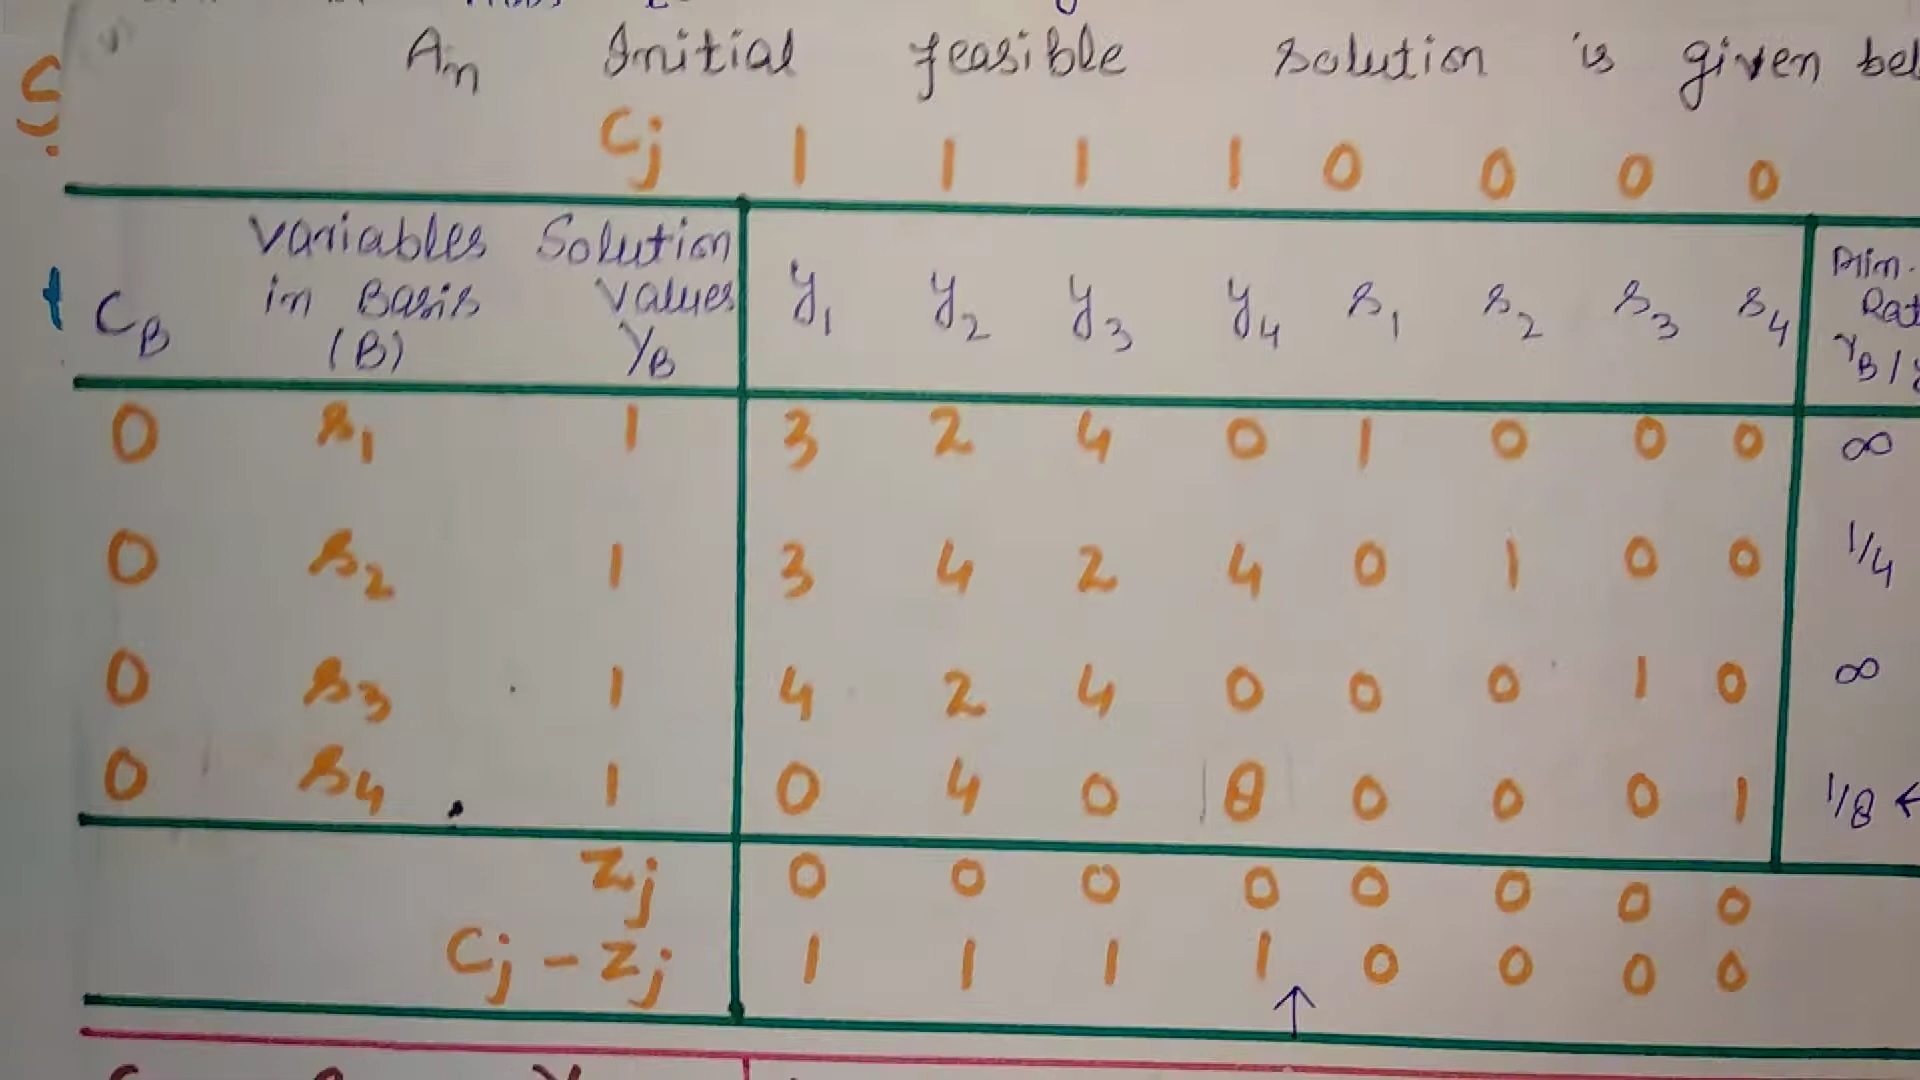 An Initial feasible solution is given
Cj 1 1 1 1 0 0 0 0
CB Variables in Basis (B) Solution Values YB y1 y2 y3 y4 s1 s2 s3 s4 Min. YB/
0 s1 1 3 2 4 0 1 0 0 0 ∞
0 s2 1 3 4 2 4 0 1 0 0 1/4
0 s3 1 4 2 4 0 0 0 1 0 ∞
0 s4 1 0 4 0 8 0 0 0 1 1/8 ←
Zj 0 0 0 0 0 0 0 0
Cj - Zj 1 1 1 1 0 0 0 0
↑